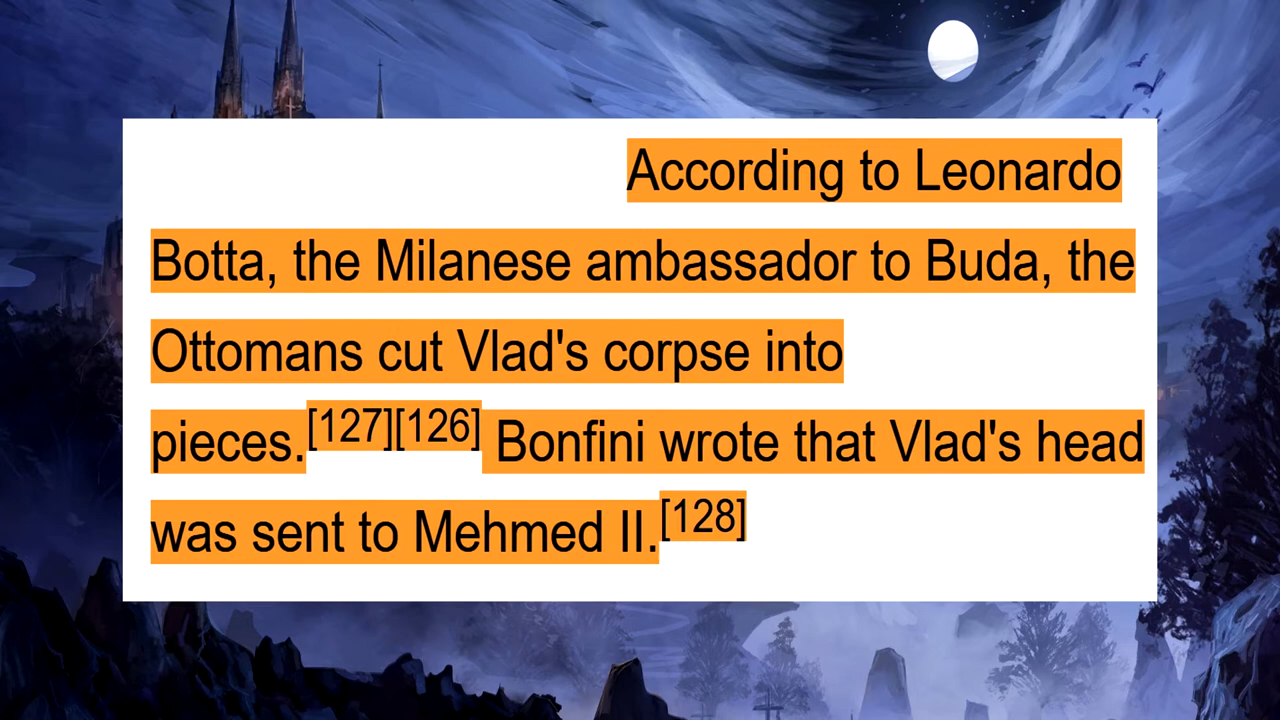 According to Leonardo
Botta, the Milanese ambassador to Buda, the
Ottomans cut Vlad's corpse into
pieces.[127][126] Bonfini wrote that Vlad's head
was sent to Mehmed II.[128]